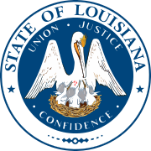 STATE OF LOUISIANA
UNION · JUSTICE
· CONFIDENCE ·